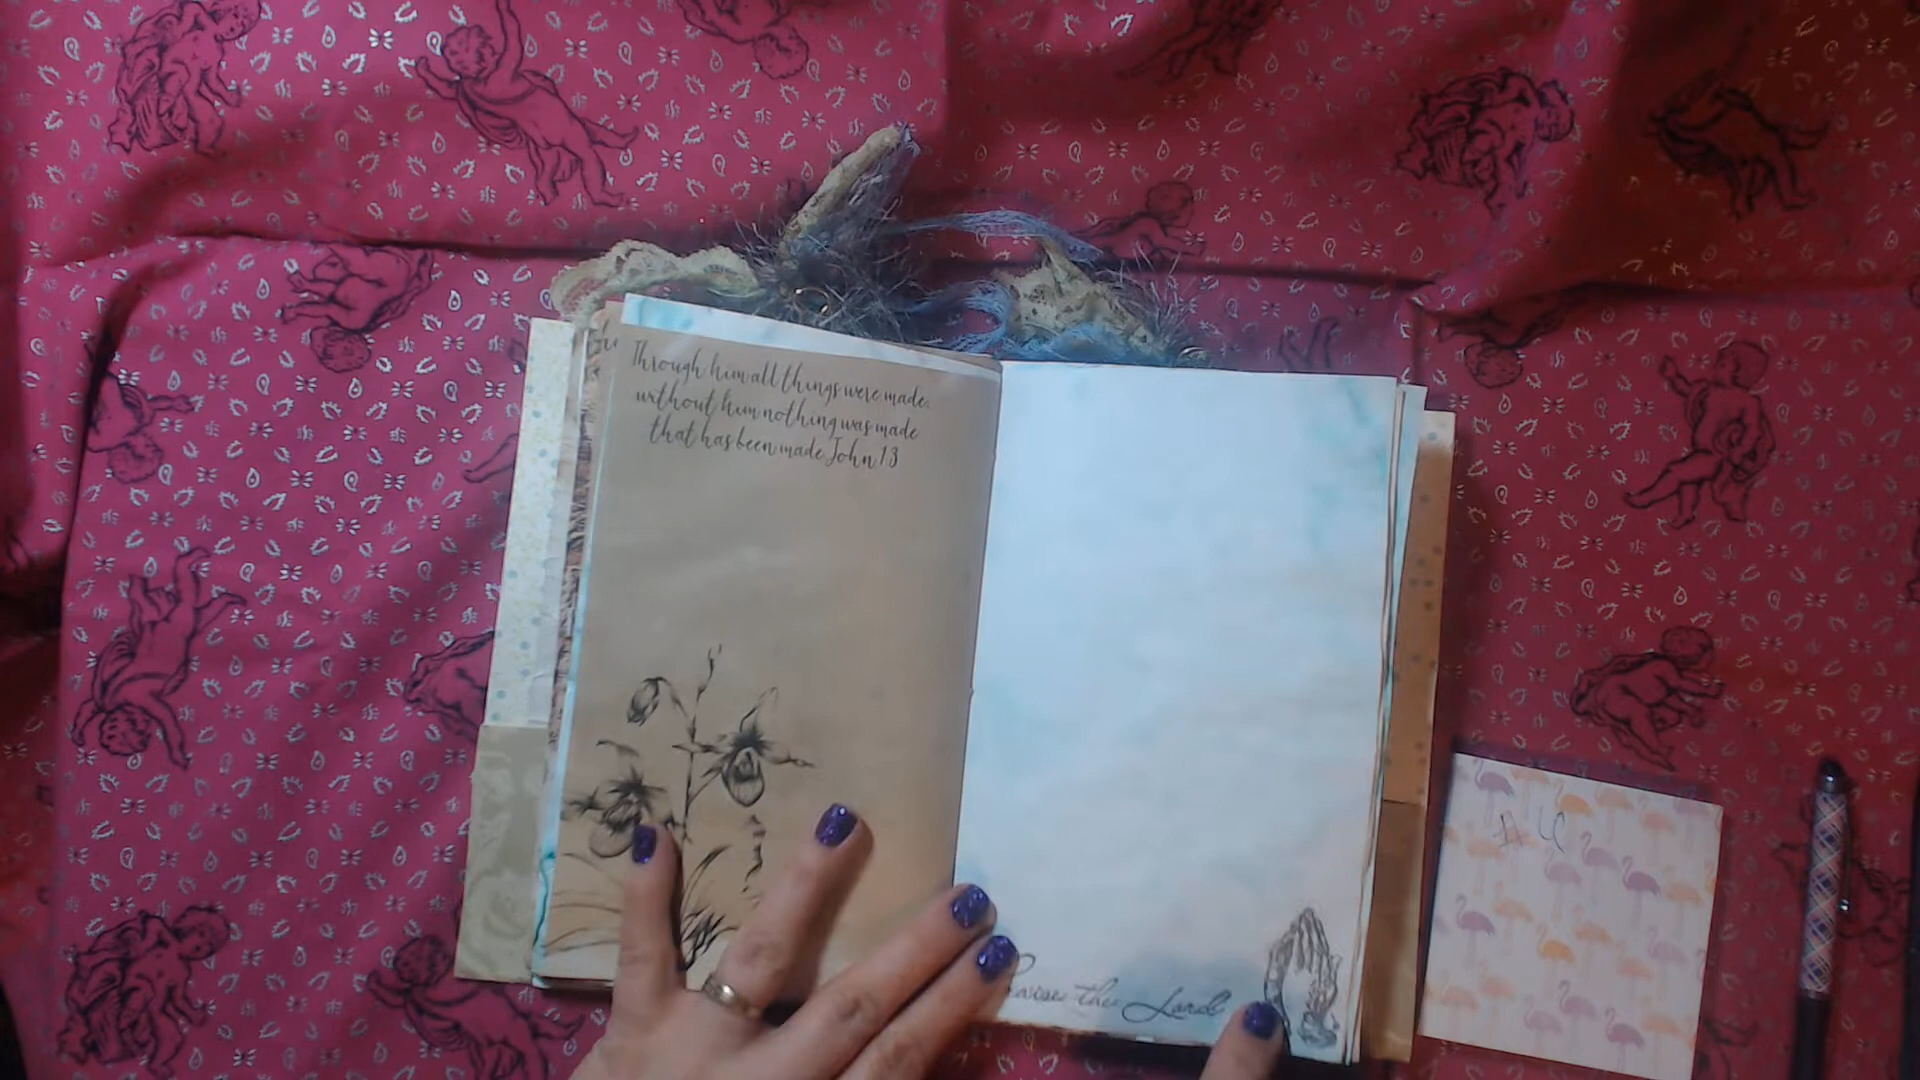 Through him all things were made.
without him nothing was made
that has been made John 1 3
the Lord